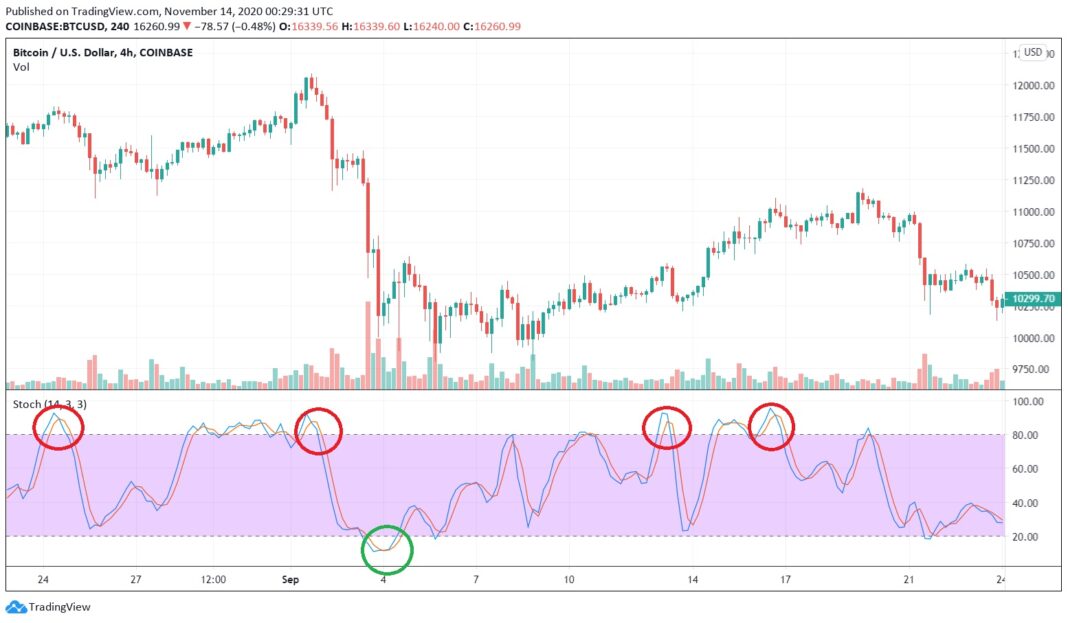 Published on TradingView.com, November 14, 2020 00:29:31 UTC
COINBASE:BTCUSD, 240 16260.99 ▼ −78.57 (−0.48%) O:16339.56 H:16339.60 L:16240.00 C:16260.99
Bitcoin / U.S. Dollar, 4h, COINBASE
USD
Vol
12000.00
11750.00
11500.00
11250.00
11000.00
10750.00
10500.00
10299.70
10250.00
10000.00
9750.00
Stoch (14, 3, 3)
100.00
80.00
60.00
40.00
20.00
24 27 12:00 Sep 4 7 10 14 17 21 24
TradingView